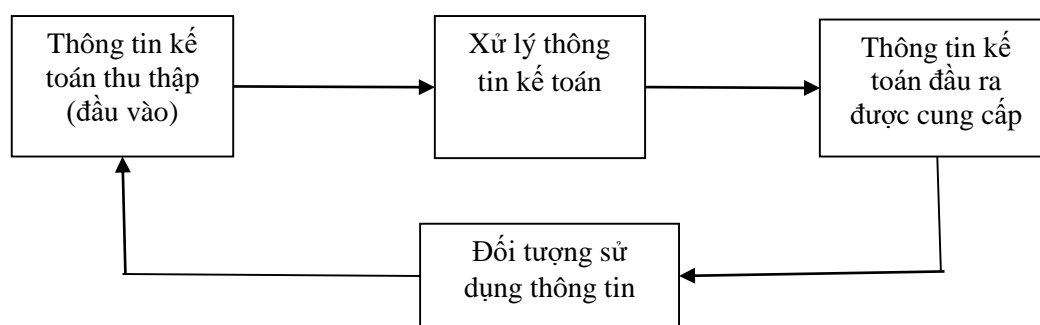 Thông tin kế
toán thu thập
(đầu vào)
Xử lý thông
tin kế toán
Thông tin kế
toán đầu ra
được cung cấp
Đối tượng sử
dụng thông tin